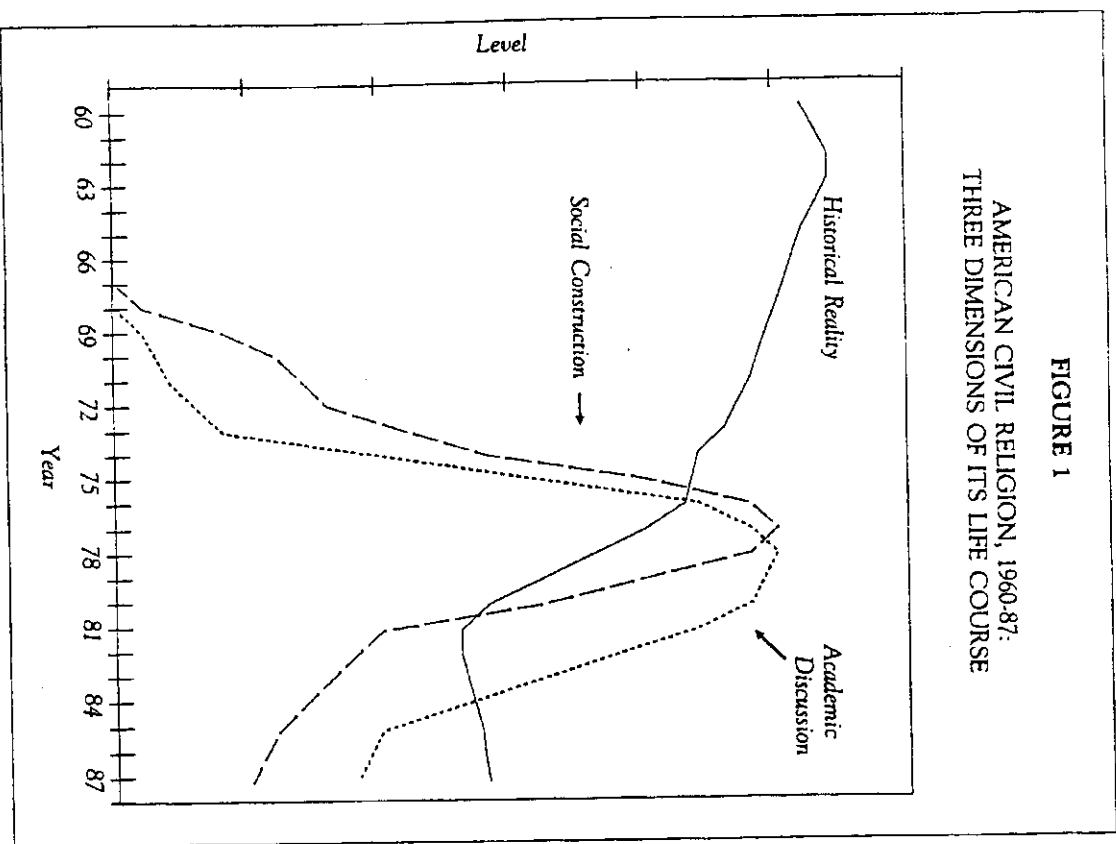 FIGURE 1
AMERICAN CIVIL RELIGION, 1960-87:
THREE DIMENSIONS OF ITS LIFE COURSE
Historical Reality
Academic
Discussion
Social Construction
Level
60
63
66
69
72
75
78
81
84
87
Year